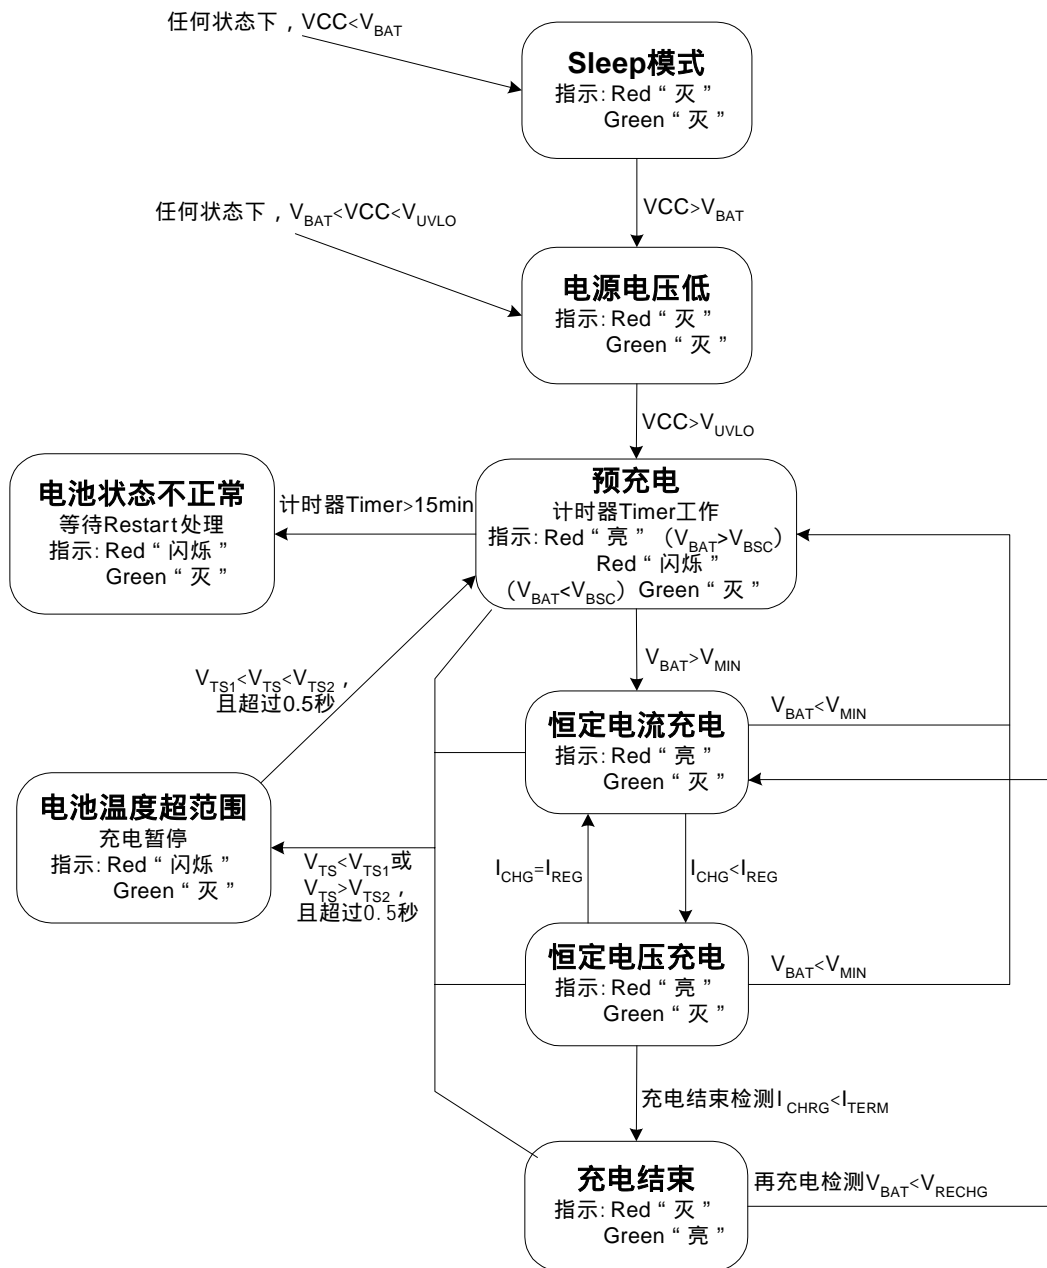 任何状态下，VCC<VBAT
Sleep模式
指示: Red“灭”
Green“灭”
VCC>VBAT
任何状态下，VBAT<VCC<VUVLO
电源电压低
指示: Red“灭”
Green“灭”
VCC>VUVLO
电池状态不正常
等待Restart处理
指示: Red“闪烁”
Green“灭”
计时器Timer>15min
预充电
计时器Timer工作
指示: Red“亮”（VBAT>VBSC）
Red“闪烁”
（VBAT<VBSC）Green“灭”
VBAT>VMIN
VTS1<VTS<VTS2，
且超过0.5秒
恒定电流充电
指示: Red“亮”
Green“灭”
VBAT<VMIN
电池温度超范围
充电暂停
指示: Red“闪烁”
Green“灭”
VTS<VTS1或
VTS>VTS2，
且超过0.5秒
ICHG=IREG
ICHG<IREG
恒定电压充电
指示: Red“亮”
Green“灭”
VBAT<VMIN
充电结束检测I CHRG<ITERM
充电结束
指示: Red“灭”
Green“亮”
再充电检测VBAT<VRECHG